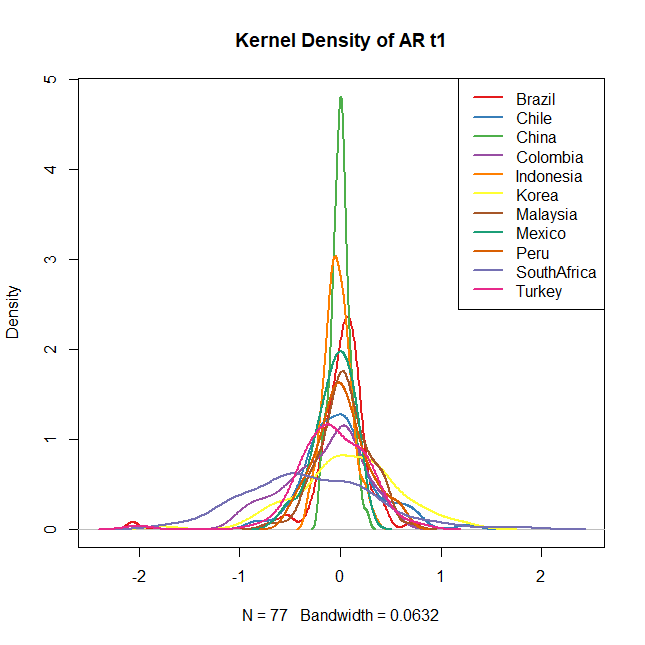 Kernel Density of AR t1
Brazil
Chile
China
Colombia
Indonesia
Korea
Malaysia
Mexico
Peru
SouthAfrica
Turkey
Density
5
4
3
2
1
0
-2 -1 0 1 2
N = 77 Bandwidth = 0.0632